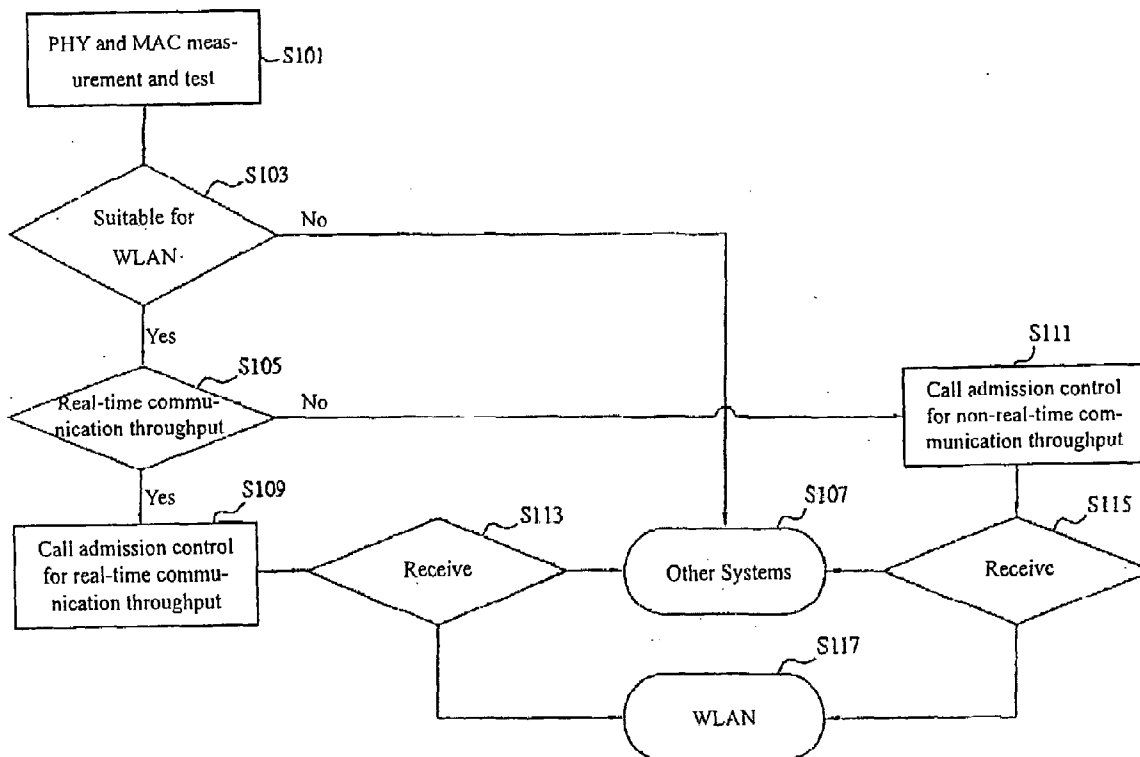 PHY and MAC meas-
urement and test
S101
S103
Suitable for
WLAN
No
Yes
S105
Real-time commu-
nication throughput
No
S111
Call admission control
for non-real-time com-
munication throughput
Yes
S109
Call admission control
for real-time commu-
nication throughput
S113
Receive
S107
Other Systems
S115
Receive
S117
WLAN